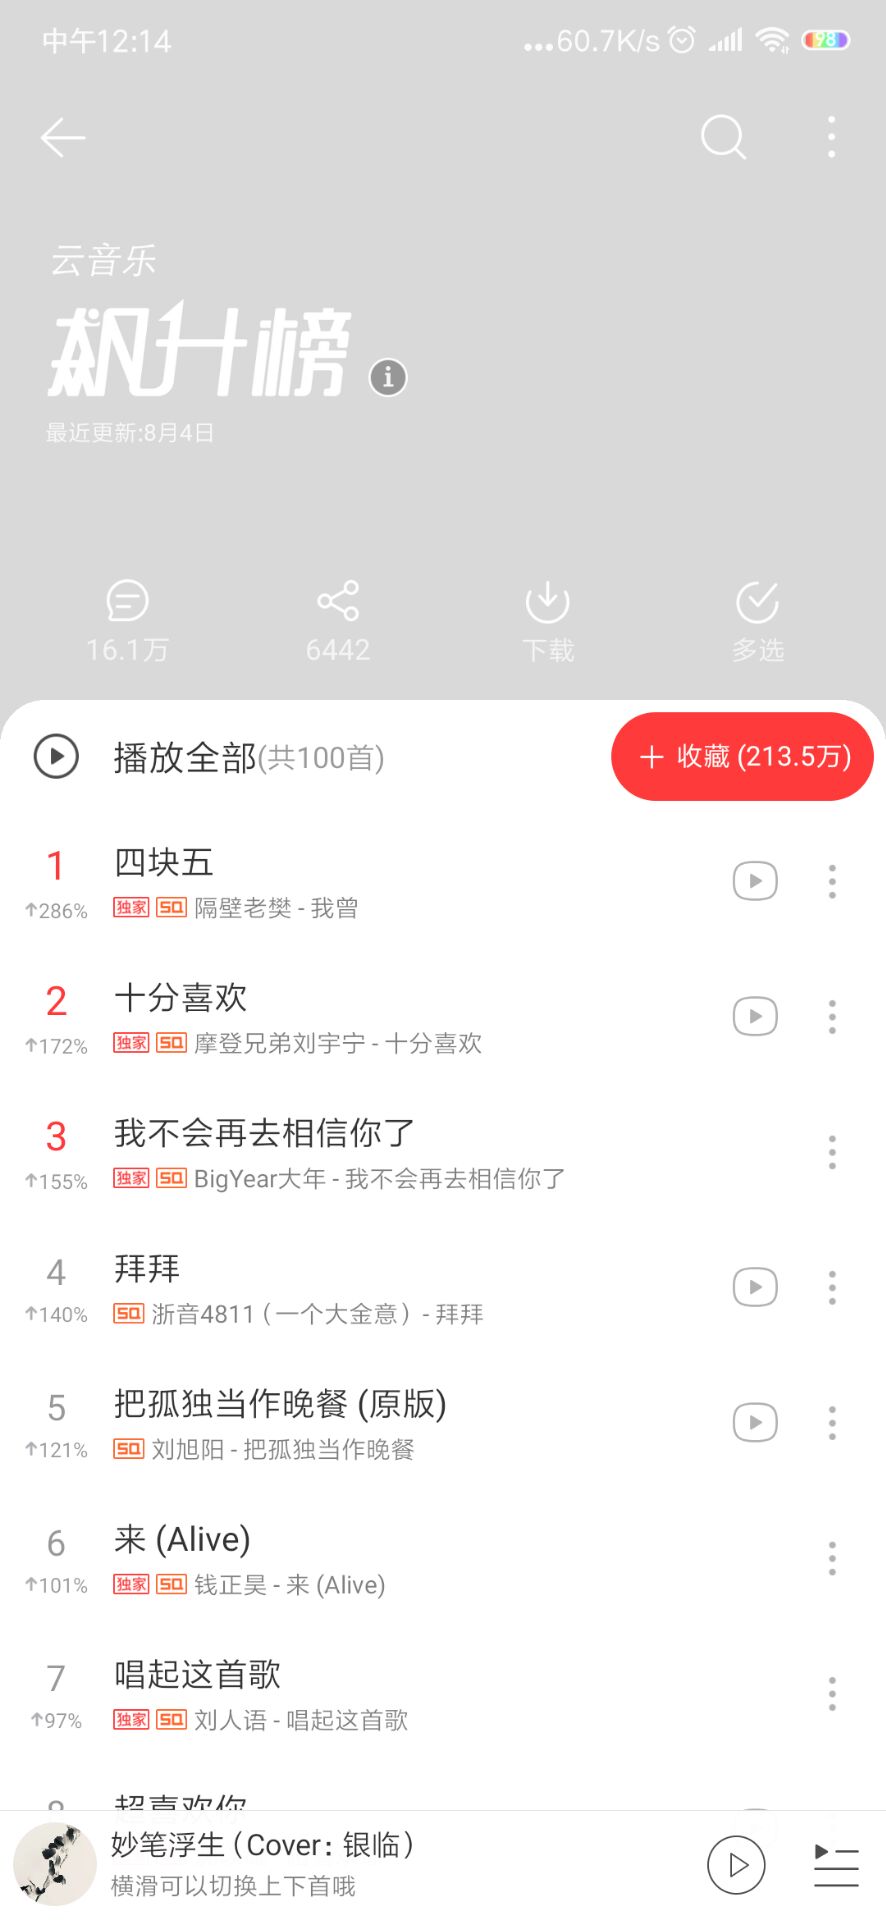 中午12:14
...60.7K/s
98
云音乐
飙升榜
最近更新:8月4日
16.1万
6442
下载
多选
播放全部(共100首)
+ 收藏 (213.5万)
1
四块五
↑286%
独家 SQ 隔壁老樊 - 我曾
2
十分喜欢
↑172%
独家 SQ 摩登兄弟刘宇宁 - 十分喜欢
3
我不会再去相信你了
↑155%
独家 SQ BigYear大年 - 我不会再去相信你了
4
拜拜
↑140%
SQ 浙音4811（一个大金意）- 拜拜
5
把孤独当作晚餐 (原版)
↑121%
SQ 刘旭阳 - 把孤独当作晚餐
6
来 (Alive)
↑101%
独家 SQ 钱正昊 - 来 (Alive)
7
唱起这首歌
↑97%
独家 SQ 刘人语 - 唱起这首歌
8
超喜欢你
妙笔浮生（Cover：银临）
横滑可以切换上下首哦